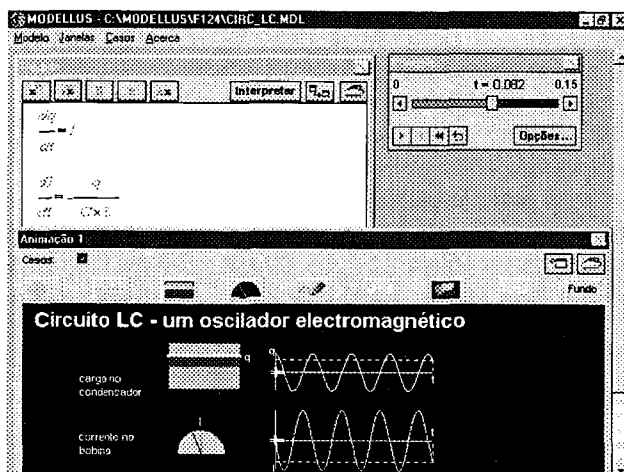 MODELLUS - C:\MODELLUS\F124\CIRC_LC.MDL
Modelo Janelas Casos Acerca
0 t = 0.082 0.15
Interpretar
Opções...
dq
dt
= I
dI
dt
= q
C × L
Animação 1
Casos:
Fundo
Circuito LC - um oscilador electromagnético
q
q
t
carga no
condensador
I
t
corrente no
bobina